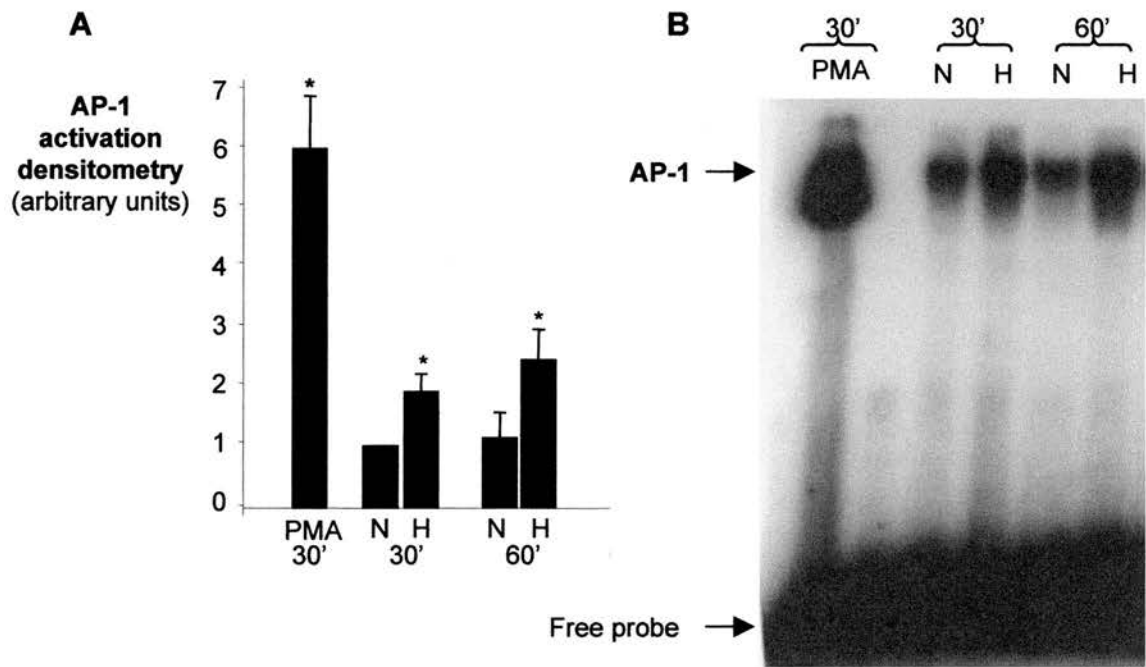 A
AP-1
activation
densitometry
(arbitrary units)
7
6
5
4
3
2
1
0
*
*
*
PMA N H N H
30' 30' 60'
B
30' 30' 60'
PMA N H N H
AP-1
Free probe